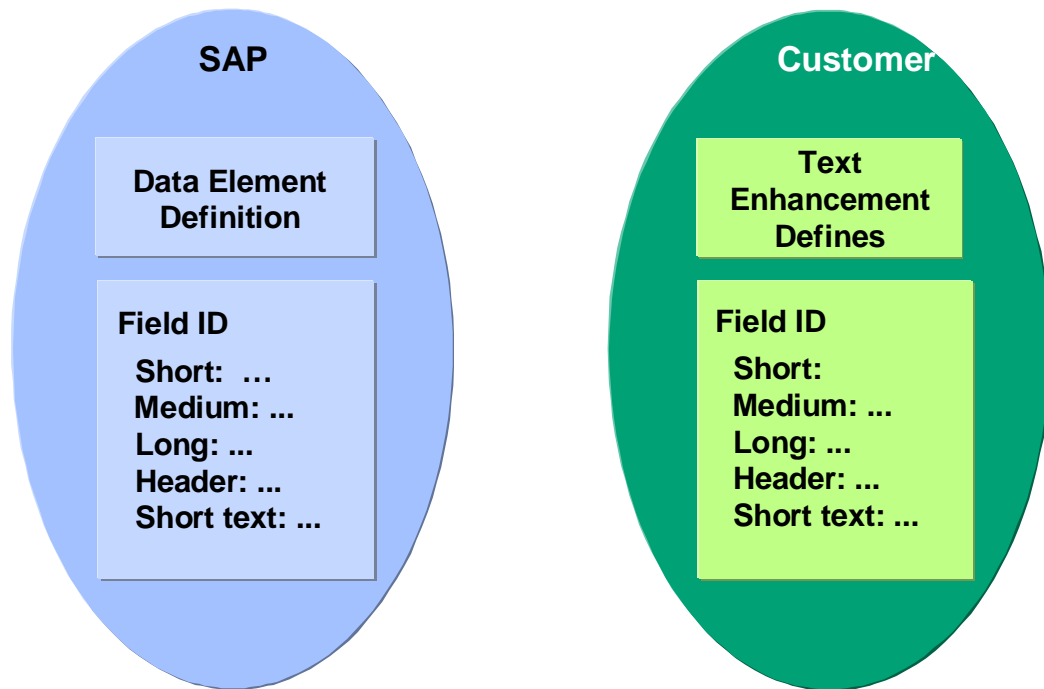 SAP
Data Element
Definition
Field ID
Short:  …
Medium: ...
Long: ...
Header: ...
Short text: ...
Customer
Text
Enhancement
Defines
Field ID
Short:
Medium: ...
Long: ...
Header: ...
Short text: ...